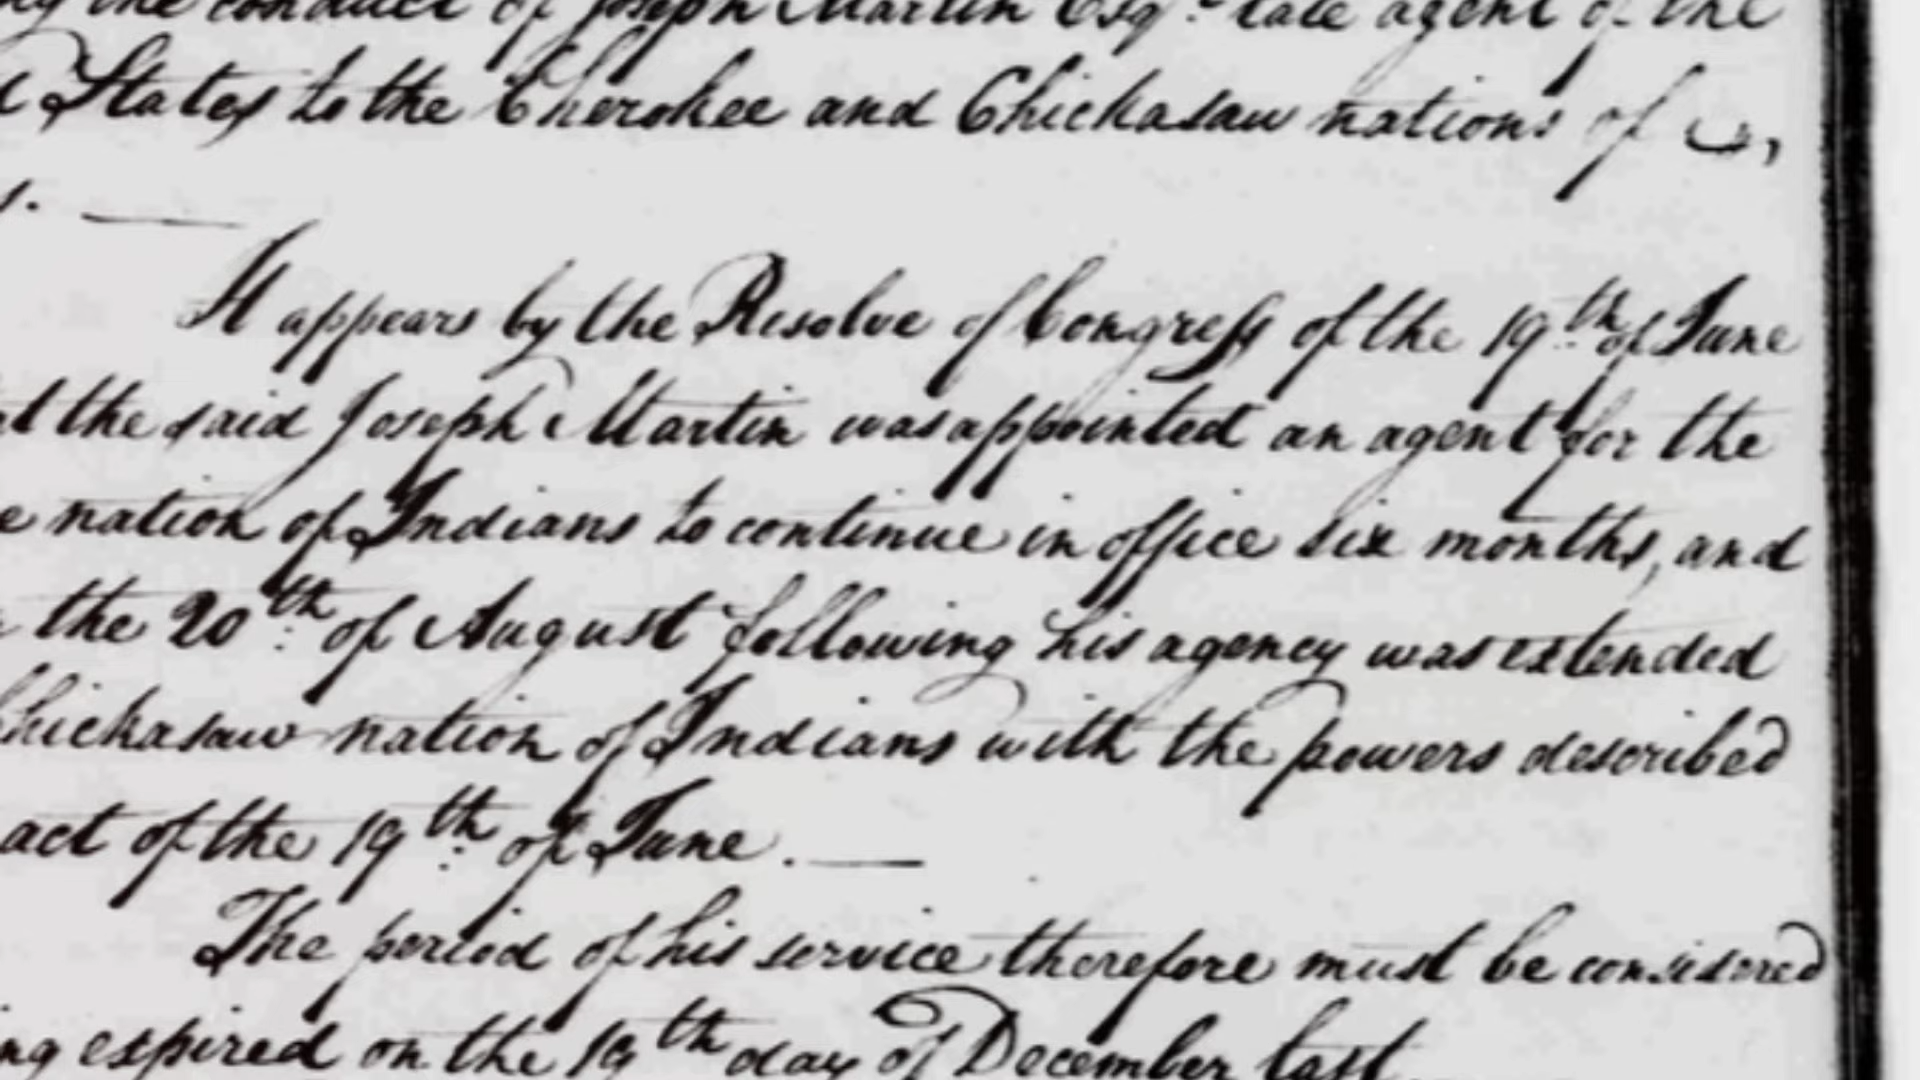 the conduct of Joseph Martin Esqr. late agent of the
States to the Cherokee and Chickasaw nations of
s. —
It appears by the Resolve of Congress of the 19th. of June
the said Joseph Martin was appointed an agent for the
e nation of Indians to continue in office six months, and
the 20th. of August following his agency was extended
hickasaw nation of Indians with the powers described
act of the 19th. of June. —
The period of his service therefore must be considered
ng expired on the 19th day of December last